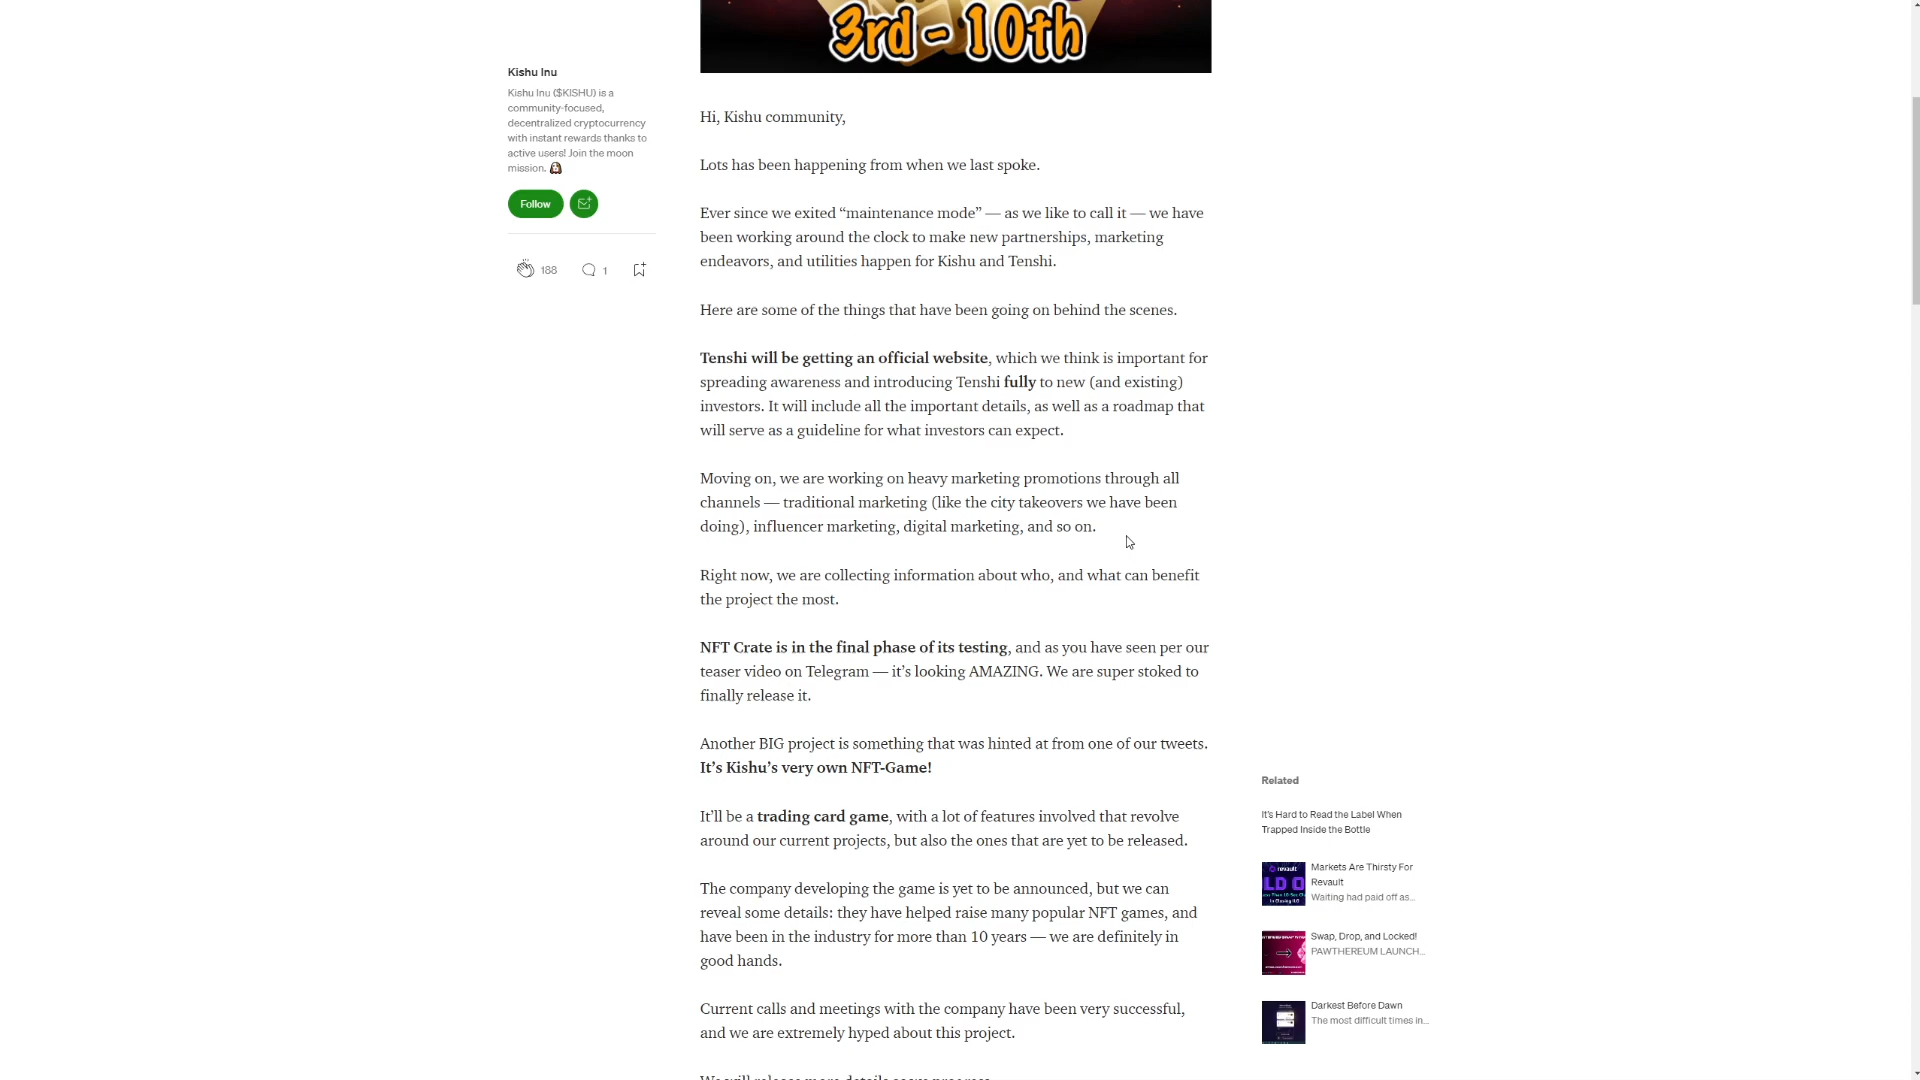 3rd - 10th
Kishu Inu
Kishu Inu ($KISHU) is a
community-focused,
decentralized cryptocurrency
with instant rewards thanks to
active users! Join the moon
mission.
Follow
188
1
Hi, Kishu community,
Lots has been happening from when we last spoke.
Ever since we exited “maintenance mode” — as we like to call it — we have
been working around the clock to make new partnerships, marketing
endeavors, and utilities happen for Kishu and Tenshi.
Here are some of the things that have been going on behind the scenes.
Tenshi will be getting an official website, which we think is important for
spreading awareness and introducing Tenshi fully to new (and existing)
investors. It will include all the important details, as well as a roadmap that
will serve as a guideline for what investors can expect.
Moving on, we are working on heavy marketing promotions through all
channels — traditional marketing (like the city takeovers we have been
doing), influencer marketing, digital marketing, and so on.
Right now, we are collecting information about who, and what can benefit
the project the most.
NFT Crate is in the final phase of its testing, and as you have seen per our
teaser video on Telegram — it’s looking AMAZING. We are super stoked to
finally release it.
Another BIG project is something that was hinted at from one of our tweets.
It’s Kishu’s very own NFT-Game!
It’ll be a trading card game, with a lot of features involved that revolve
around our current projects, but also the ones that are yet to be released.
The company developing the game is yet to be announced, but we can
reveal some details: they have helped raise many popular NFT games, and
have been in the industry for more than 10 years — we are definitely in
good hands.
Current calls and meetings with the company have been very successful,
and we are extremely hyped about this project.
Related
It's Hard to Read the Label When
Trapped Inside the Bottle
revault
LD O
Markets Are Thirsty For
Revault
Waiting had paid off as...
Swap, Drop, and Locked!
PAWTHEREUM LAUNCH...
Darkest Before Dawn
The most difficult times in...